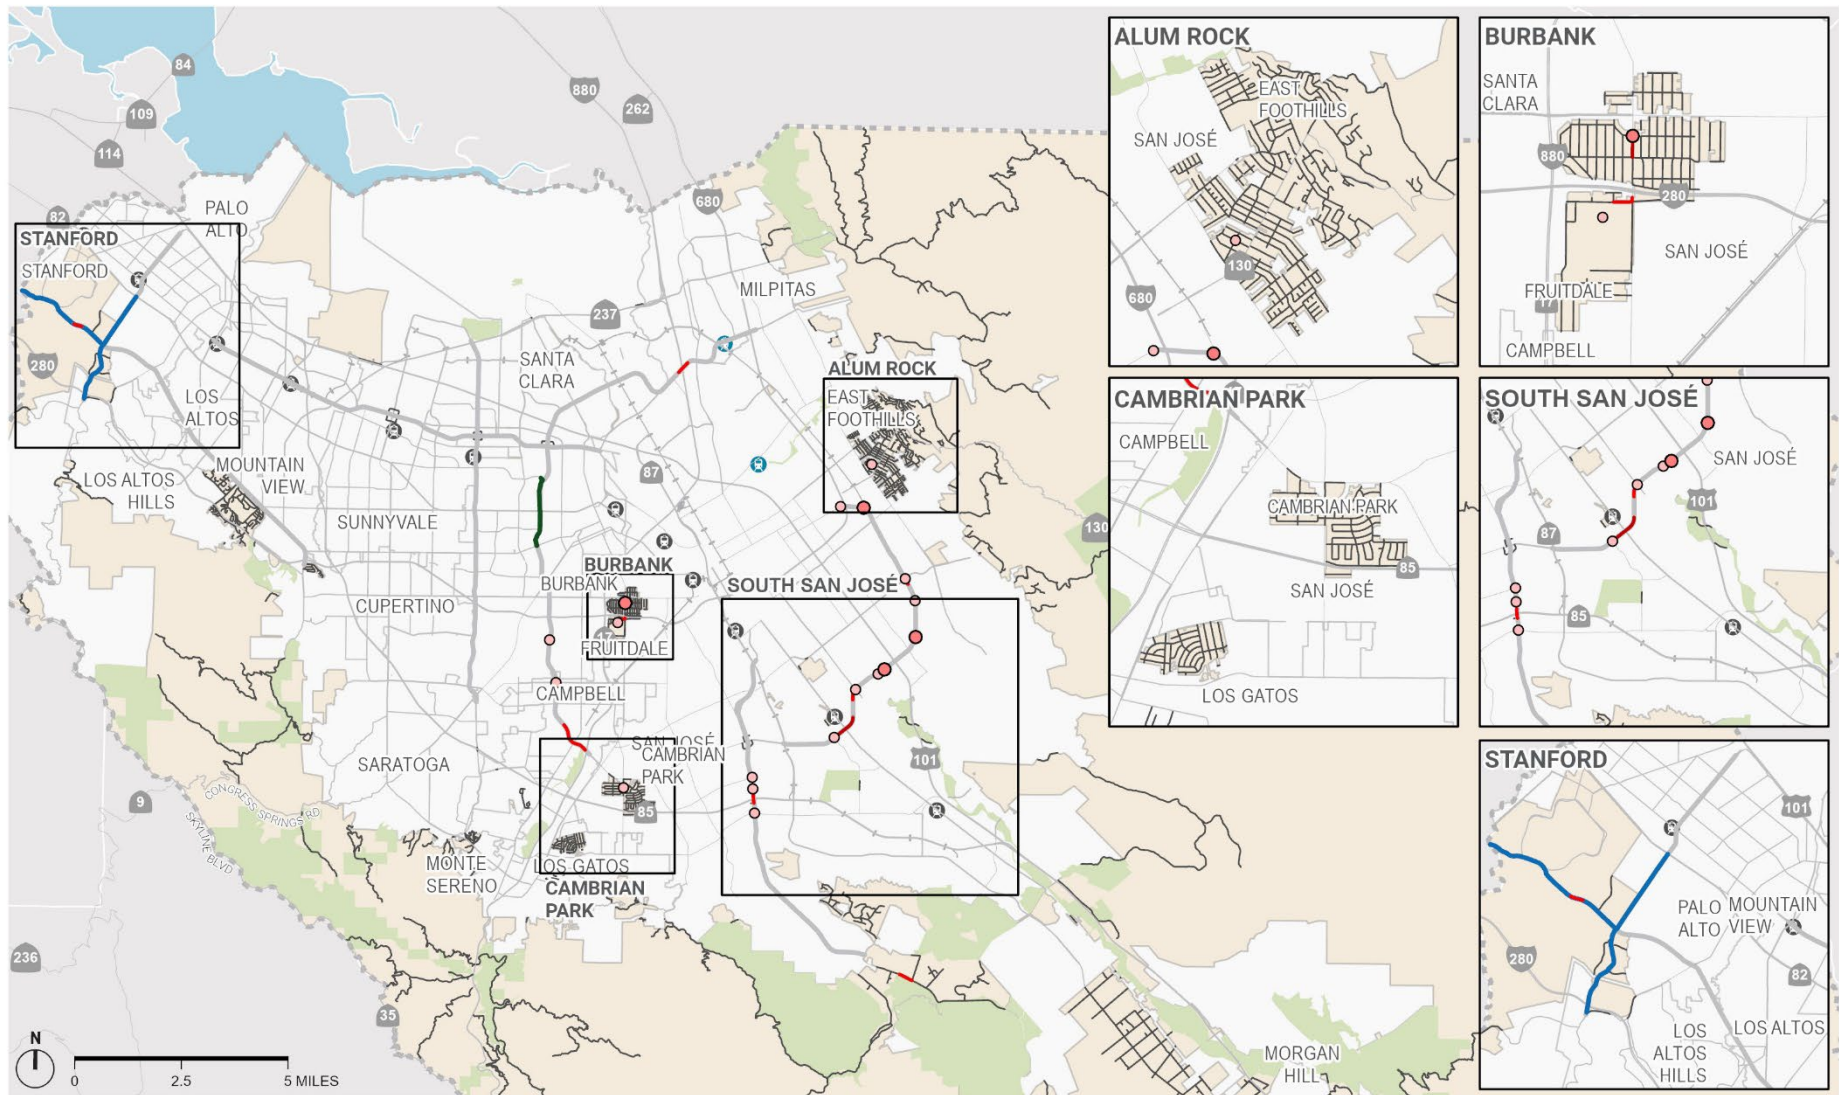 84
109
114
82
880
262
680
PALO
ALTO
STANFORD
STANFORD
280
MILPITAS
237
SANTA
CLARA
LOS
ALTOS
ALUM ROCK
EAST
FOOTHILLS
LOS ALTOS
HILLS
MOUNTAIN
VIEW
SUNNYVALE
87
130
BURBANK
BURBANK
SOUTH SAN JOSÉ
CUPERTINO
17
FRUITDALE
CAMPBELL
SAN JOSÉ
CAMBRIAN
PARK
SARATOGA
101
9
CONGRESS SPRINGS RD
SKYLINE BLVD
85
MONTE
SERENO
LOS GATOS
CAMBRIAN
PARK
236
35
MORGAN
HILL
N
0
2.5
5 MILES
ALUM ROCK
EAST
FOOTHILLS
SAN JOSÉ
130
680
BURBANK
SANTA
CLARA
880
280
SAN JOSÉ
FRUITDALE
17
CAMPBELL
CAMBRIAN PARK
CAMPBELL
CAMBRIAN PARK
85
SAN JOSÉ
LOS GATOS
SOUTH SAN JOSÉ
SAN JOSÉ
101
87
85
STANFORD
101
PALO
ALTO
MOUNTAIN
VIEW
280
82
LOS
ALTOS
HILLS
LOS ALTOS